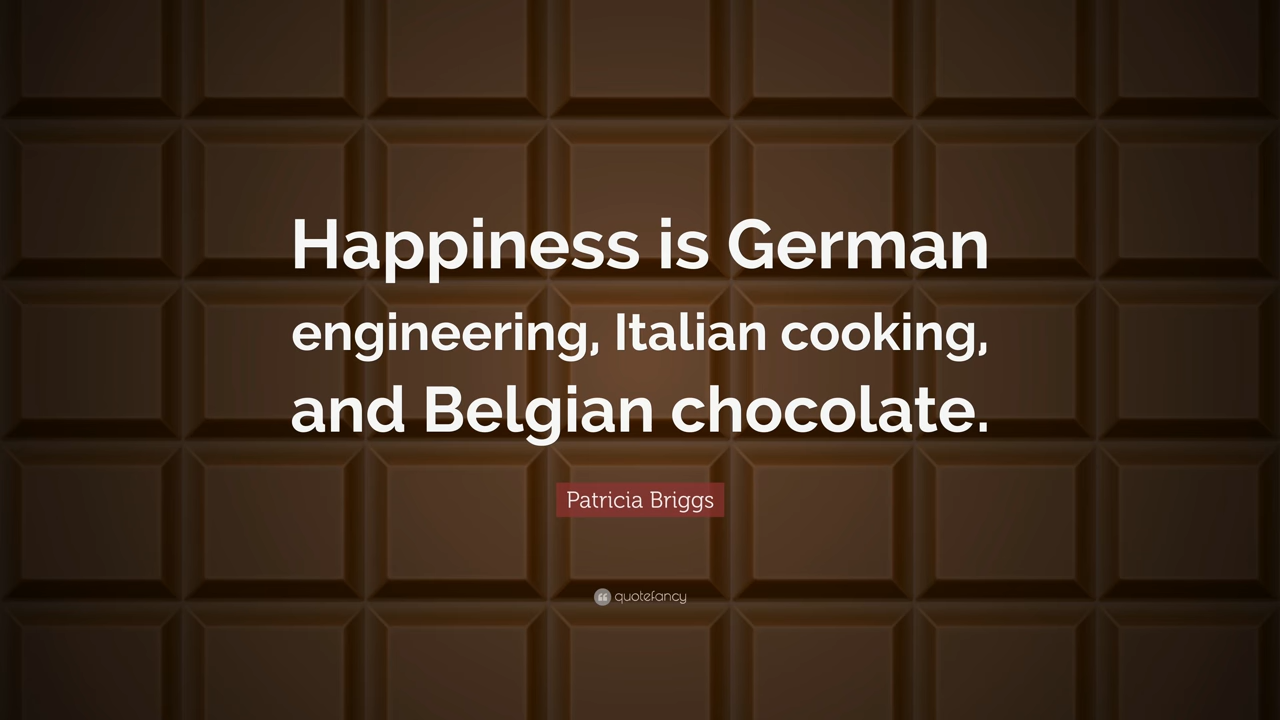 Happiness is German
engineering, Italian cooking,
and Belgian chocolate.
Patricia Briggs
quotefancy